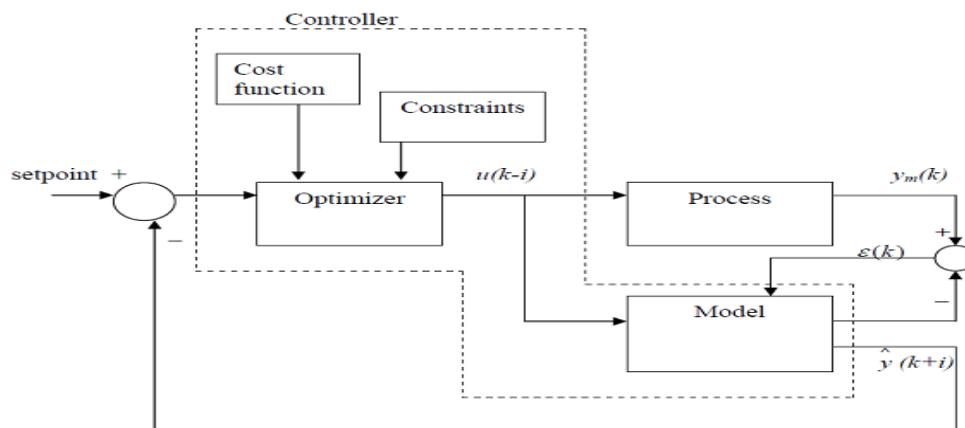 Controller
Cost
function
Constraints
setpoint +
Optimizer
u(k-i)
Process
yₘ(k)
−
+
ε(k)
−
Model
ŷ (k+i)